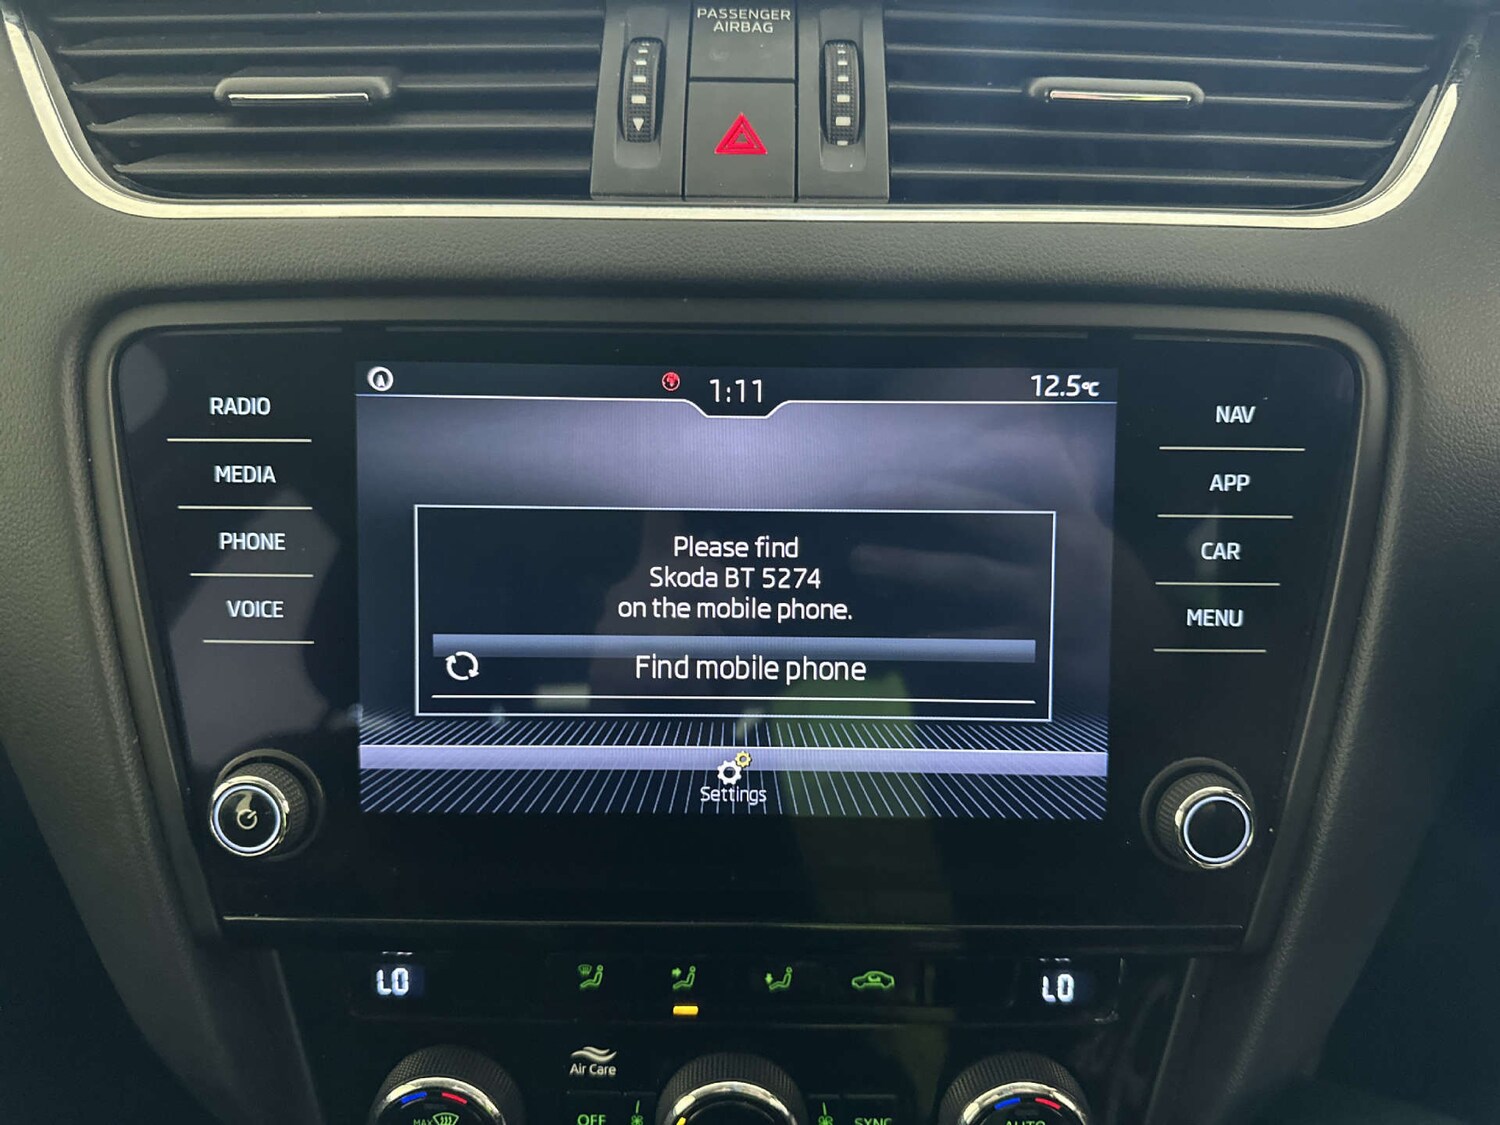 PASSENGER
AIRBAG
1:11
12.5°C
RADIO
MEDIA
PHONE
VOICE
NAV
APP
CAR
MENU
Please find
Skoda BT 5274
on the mobile phone.
Find mobile phone
Settings
LO
LO
Air Care
MAX
OFF
SYNC
AUTO